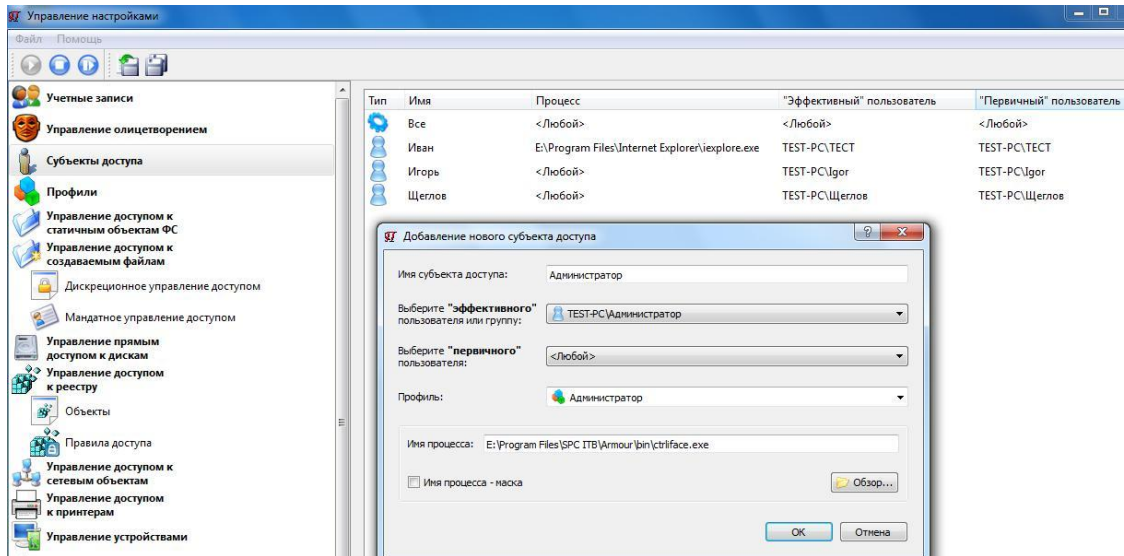 Управление настройками
Файл Помощь
Учетные записи
Управление олицетворением
Субъекты доступа
Профили
Управление доступом к
статичным объектам ФС
Управление доступом к
создаваемым файлам
Дискреционное управление доступом
Мандатное управление доступом
Управление прямым
доступом к дискам
Управление доступом
к реестру
Объекты
Правила доступа
Управление доступом к
сетевым объектам
Управление доступом
к принтерам
Управление устройствами
Тип Имя Процесс "Эффективный" пользователь "Первичный" пользователь
Все <Любой> <Любой> <Любой>
Иван E:\Program Files\Internet Explorer\iexplore.exe TEST-PC\ТЕСТ TEST-PC\ТЕСТ
Игорь <Любой> TEST-PC\Igor TEST-PC\Igor
Щеглов <Любой> TEST-PC\Щеглов TEST-PC\Щеглов
Добавление нового субъекта доступа
Имя субъекта доступа: Администратор
Выберите "эффективного"
пользователя или группу: TEST-PC\Администратор
Выберите "первичного"
пользователя: <Любой>
Профиль: Администратор
Имя процесса: E:\Program Files\SPC ITB\Armour\bin\ctrliface.exe
Имя процесса - маска Обзор...
ОК Отмена